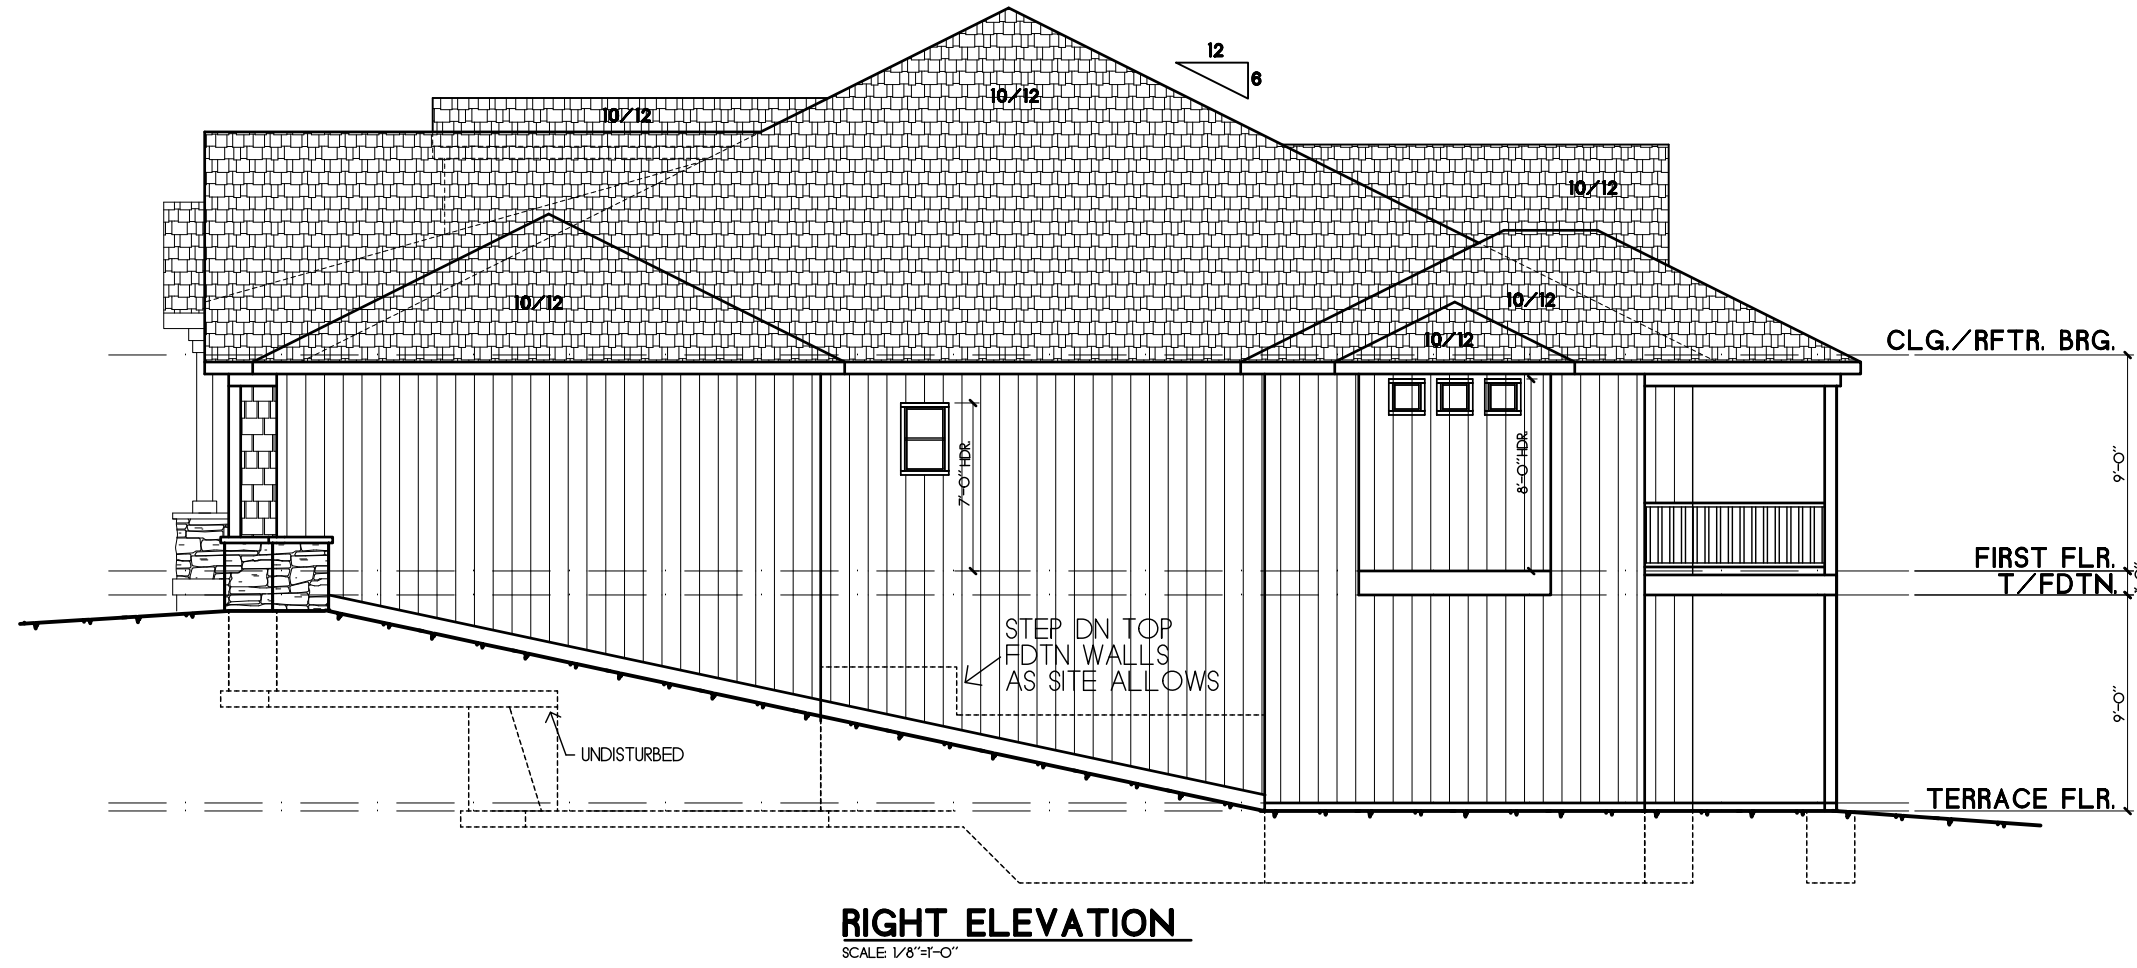 12
6
10/12
10/12
10/12
10/12
10/12
10/12
CLG./RFTR. BRG.
7'-0" HDR.
8'-0" HDR.
9'-0"
FIRST FLR.
T/FDTN.
STEP DN TOP
FDTN WALLS
AS SITE ALLOWS
9'-0"
UNDISTURBED
TERRACE FLR.
RIGHT ELEVATION
SCALE: 1/8"=1'-0"